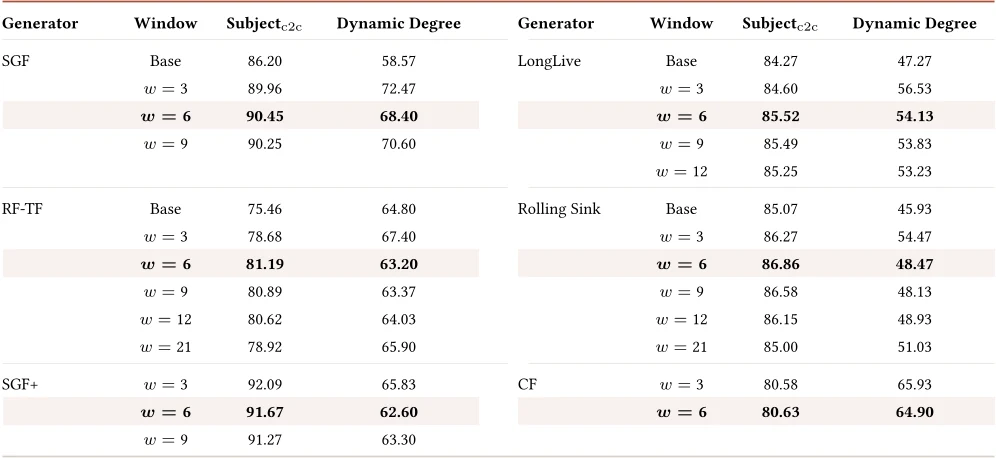 Generator Window Subject_c2c Dynamic Degree Generator Window Subject_c2c Dynamic Degree
SGF Base 86.20 58.57 LongLive Base 84.27 47.27
w = 3 89.96 72.47 w = 3 84.60 56.53
w = 6 90.45 68.40 w = 6 85.52 54.13
w = 9 90.25 70.60 w = 9 85.49 53.83
w = 12 85.25 53.23
RF-TF Base 75.46 64.80 Rolling Sink Base 85.07 45.93
w = 3 78.68 67.40 w = 3 86.27 54.47
w = 6 81.19 63.20 w = 6 86.86 48.47
w = 9 80.89 63.37 w = 9 86.58 48.13
w = 12 80.62 64.03 w = 12 86.15 48.93
w = 21 78.92 65.90 w = 21 85.00 51.03
SGF+ w = 3 92.09 65.83 CF w = 3 80.58 65.93
w = 6 91.67 62.60 w = 6 80.63 64.90
w = 9 91.27 63.30